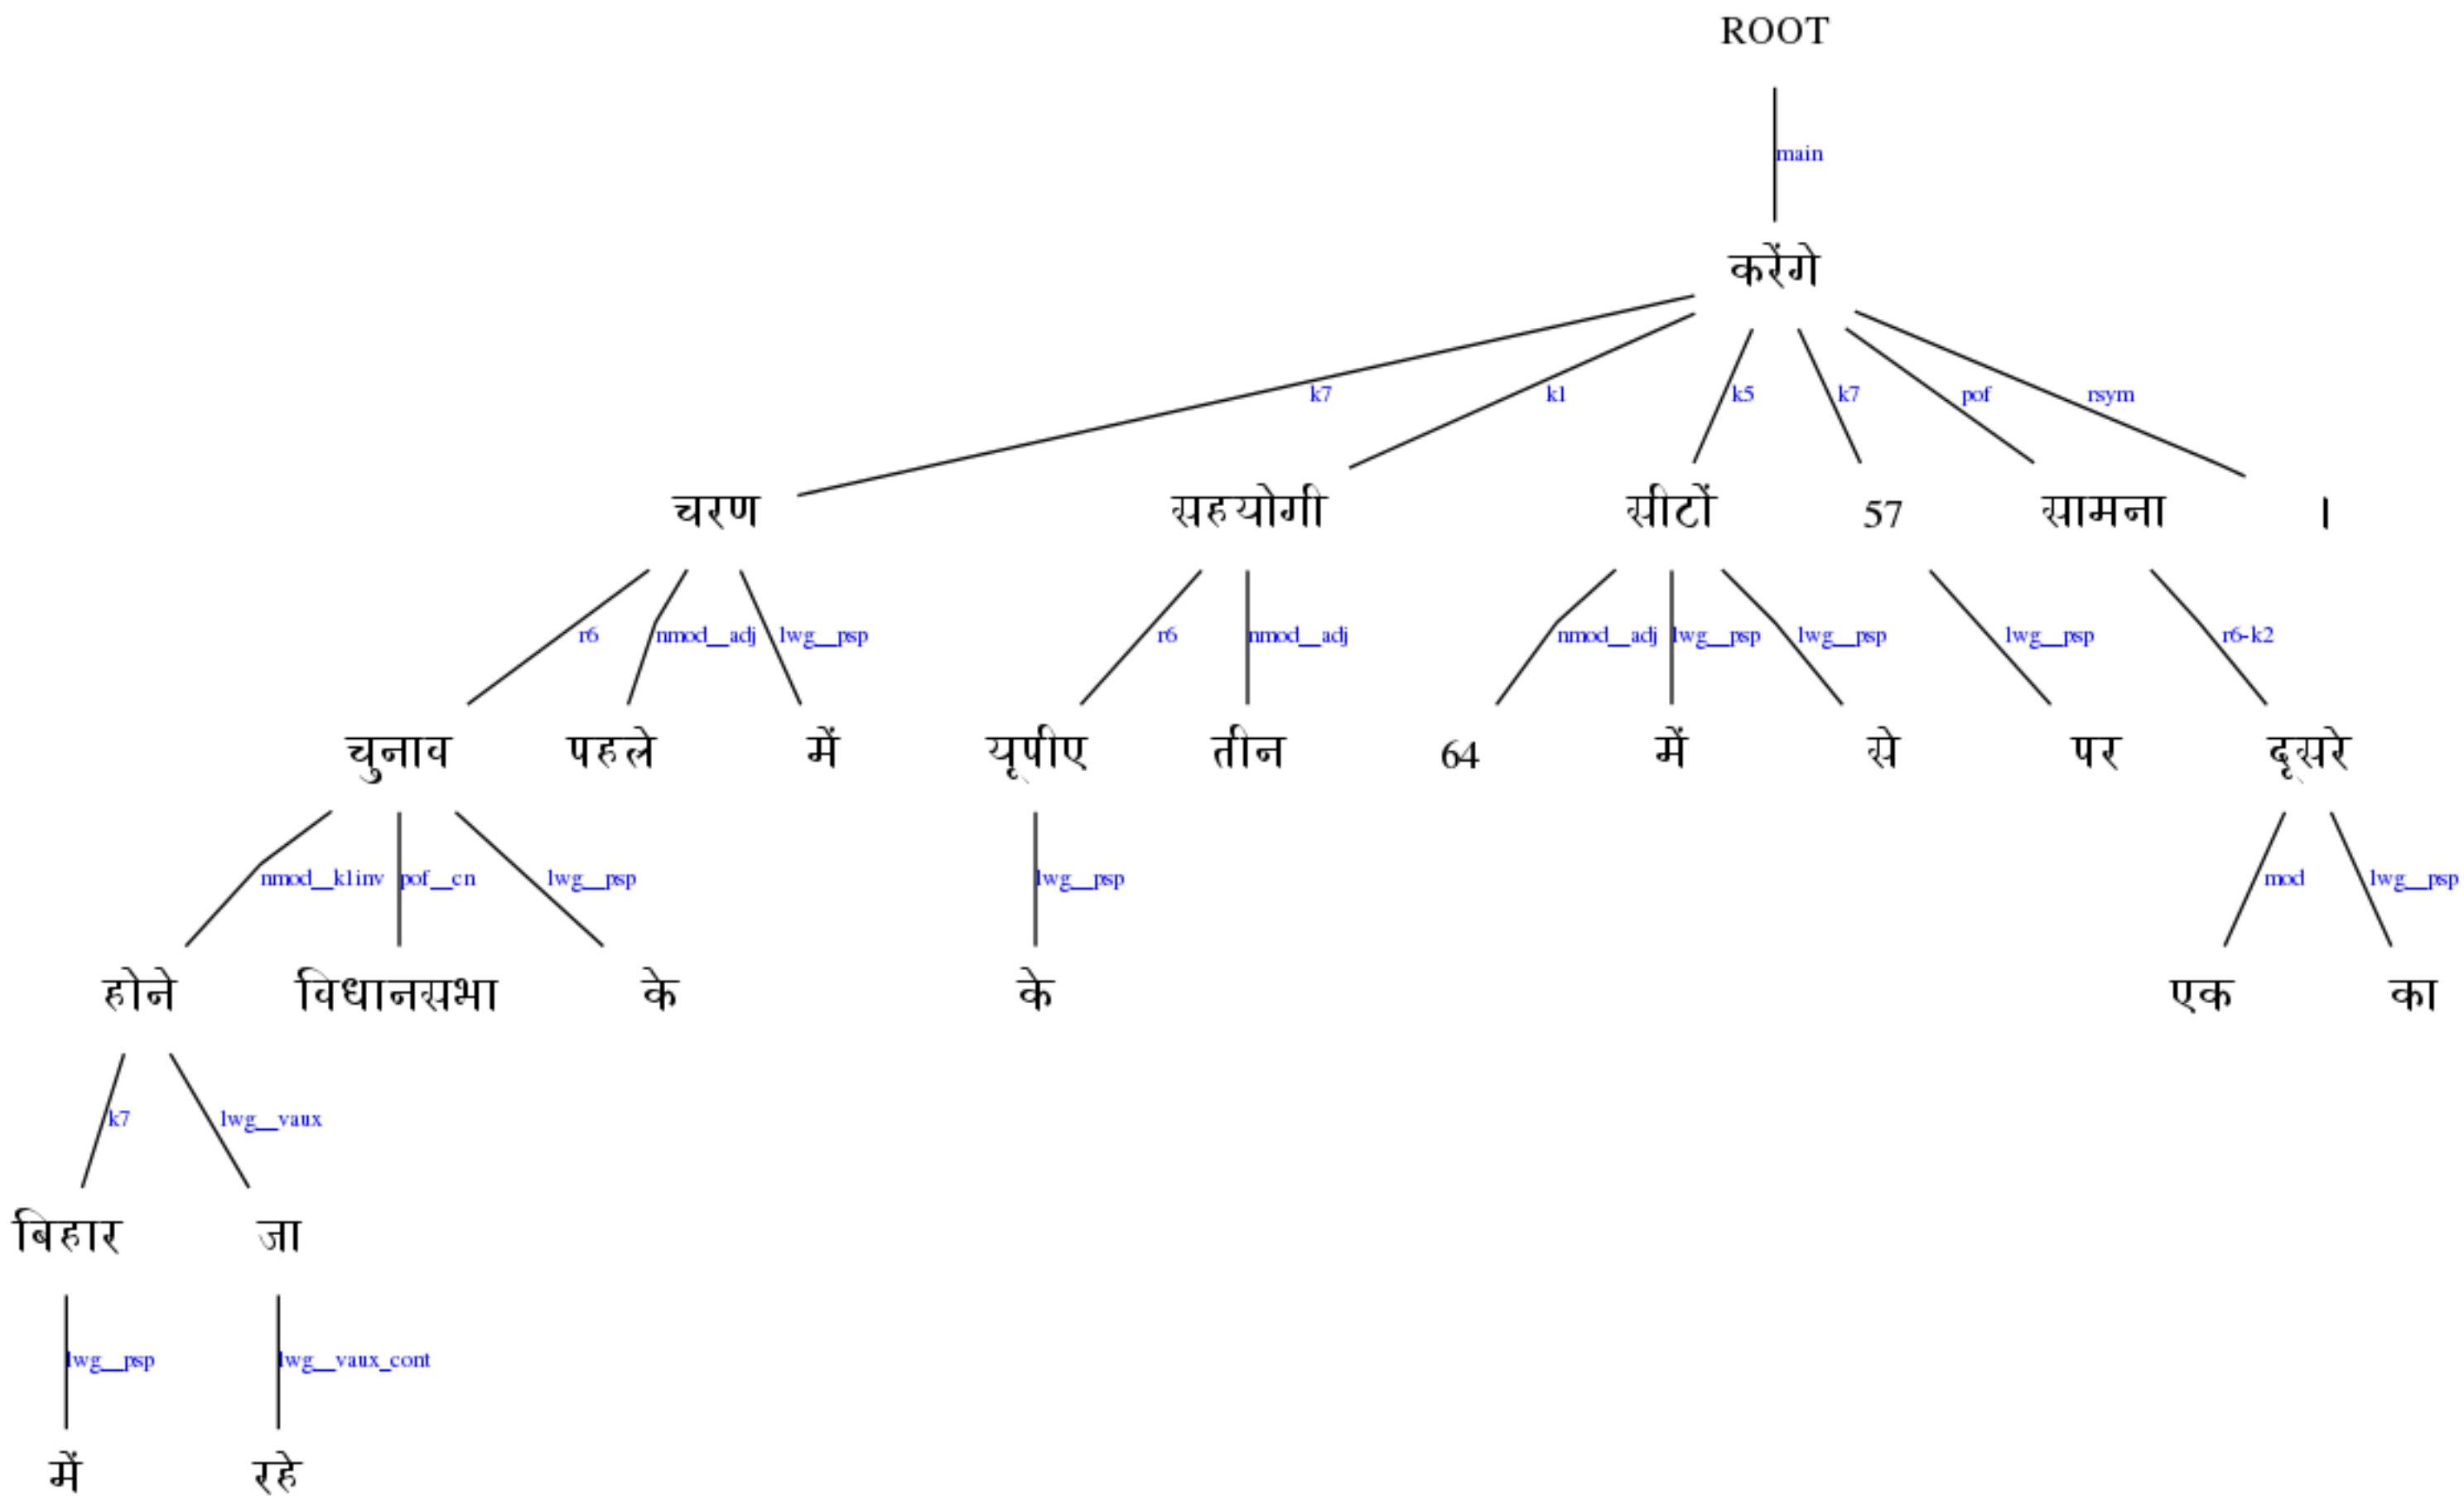 ROOT
main
करेंगे
k7 k1 k5 k7 pof rsym
चरण सहयोगी सीटों 57 सामना ।
r6 nmod__adj lwg__psp r6 nmod__adj nmod__adj lwg__psp lwg__psp lwg__psp r6-k2
चुनाव पहले में यूपीए तीन 64 में से पर दूसरे
nmod__k1inv pof__cn lwg__psp lwg__psp mod lwg__psp
होने विधानसभा के के एक का
k7 lwg__vaux
बिहार जा
lwg__psp lwg__vaux_cont
में रहे